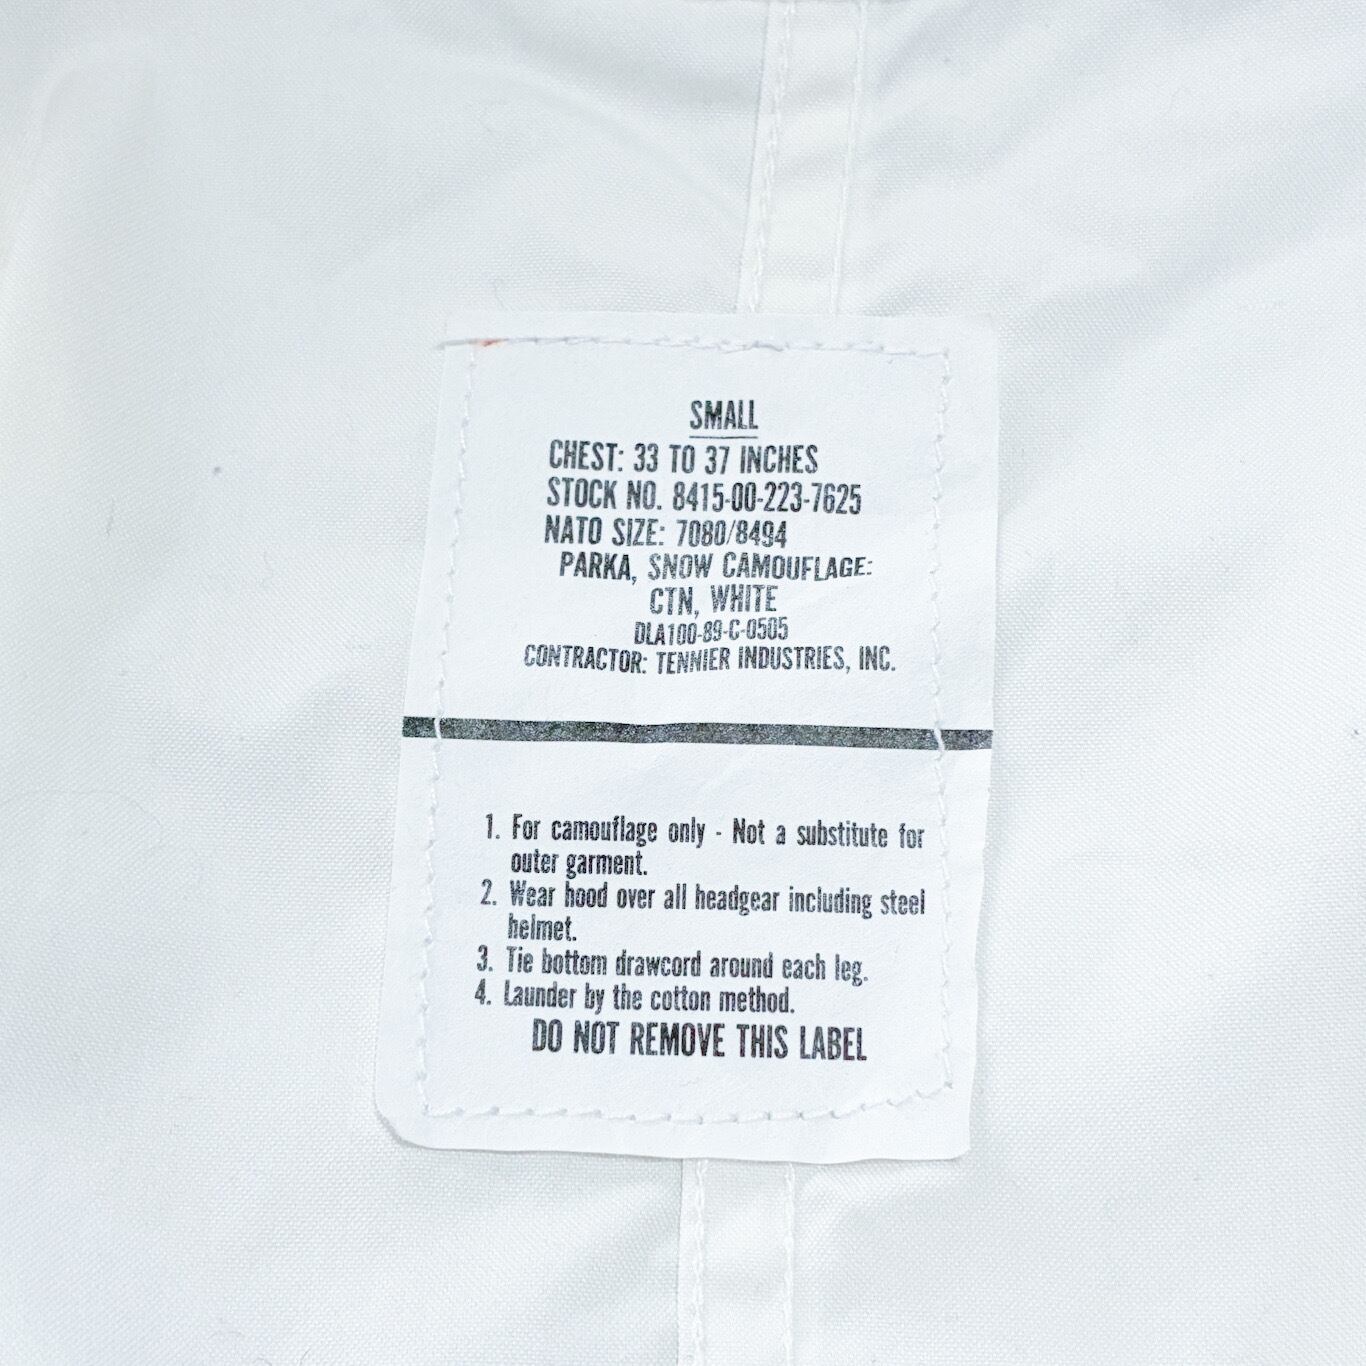 SMALL
CHEST: 33 TO 37 INCHES
STOCK NO. 8415-00-223-7625
NATO SIZE: 7080/8494
PARKA, SNOW CAMOUFLAGE:
CTN, WHITE
DLA100-89-C-0505
CONTRACTOR: TENNIER INDUSTRIES, INC.
1. For camouflage only - Not a substitute for
outer garment.
2. Wear hood over all headgear including steel
helmet.
3. Tie bottom drawcord around each leg.
4. Launder by the cotton method.
DO NOT REMOVE THIS LABEL